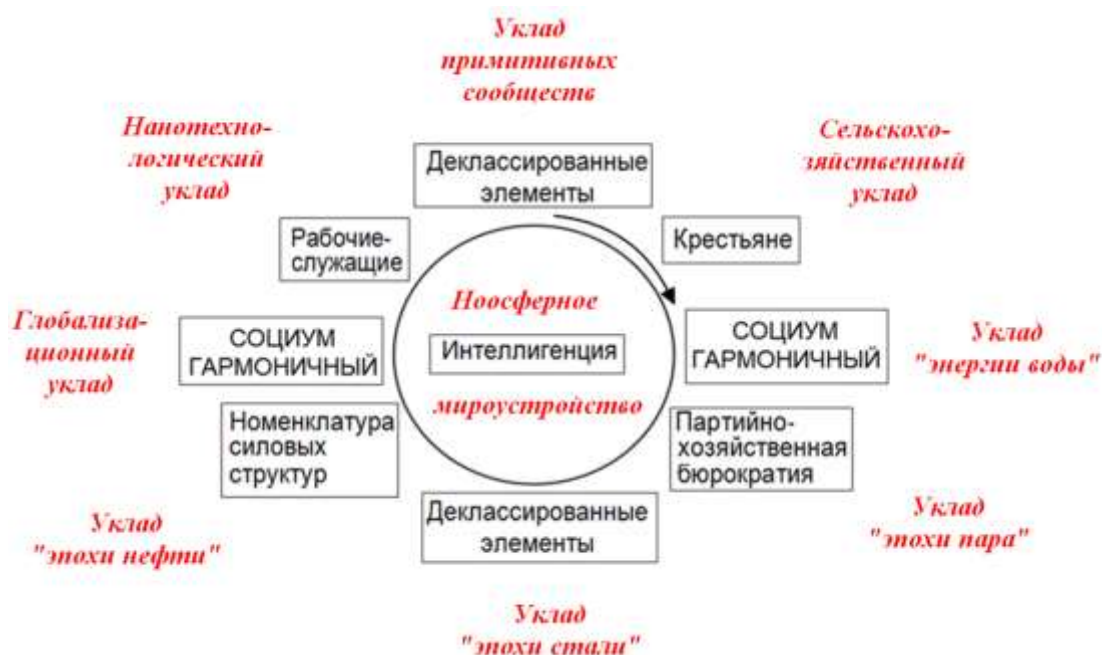 Уклад
примитивных
сообществ
Нанотехно-
логический
уклад
Сельскохо-
зяйственный
уклад
Деклассированные
элементы
Рабочие-
служащие
Крестьяне
Ноосферное
Глобализа-
ционный
уклад
СОЦИУМ
ГАРМОНИЧНЫЙ
Интеллигенция
СОЦИУМ
ГАРМОНИЧНЫЙ
Уклад
"энергии воды"
мироустройство
Номенклатура
силовых
структур
Партийно-
хозяйственная
бюрократия
Деклассированные
элементы
Уклад
"эпохи нефти"
Уклад
"эпохи пара"
Уклад
"эпохи стали"